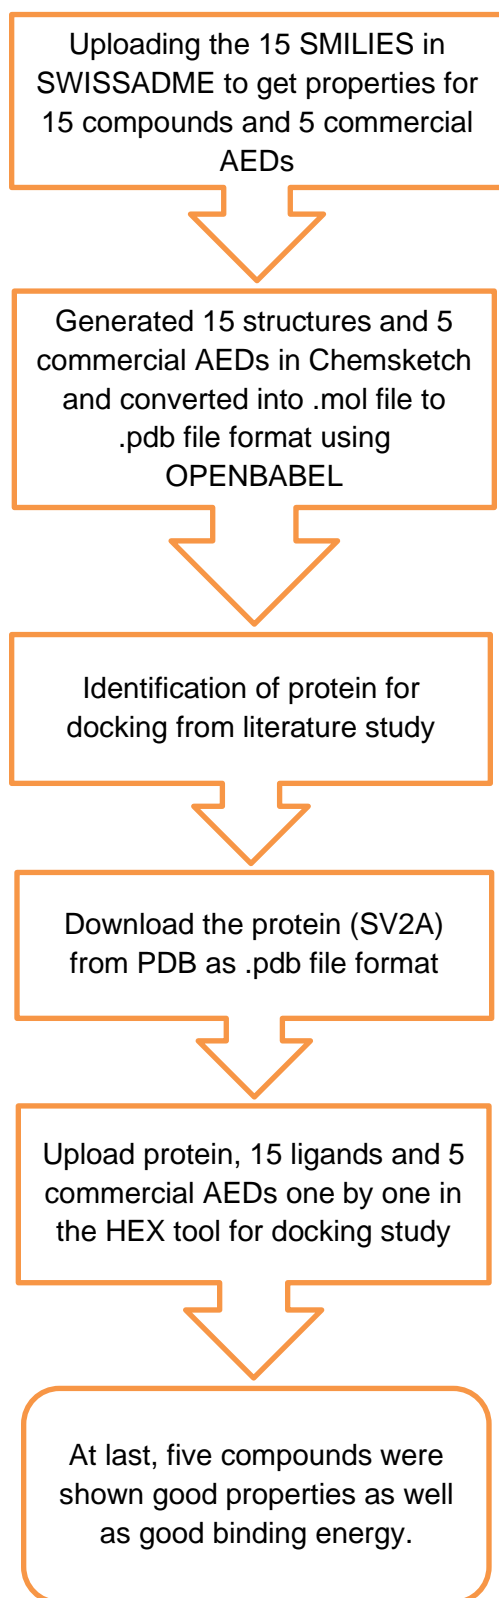 Uploading the 15 SMILIES in
SWISSADME to get properties for
15 compounds and 5 commercial
AEDs
Generated 15 structures and 5
commercial AEDs in Chemsketch
and converted into .mol file to
.pdb file format using
OPENBABEL
Identification of protein for
docking from literature study
Download the protein (SV2A)
from PDB as .pdb file format
Upload protein, 15 ligands and 5
commercial AEDs one by one in
the HEX tool for docking study
At last, five compounds were
shown good properties as well
as good binding energy.